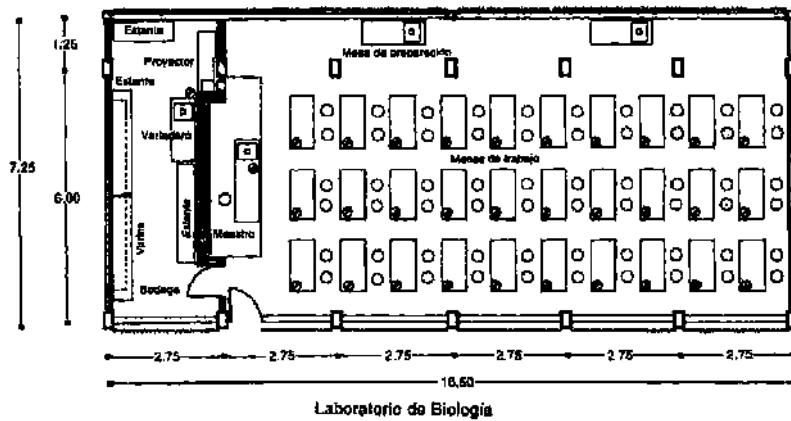 Estante
Mesa de preparación
Proyector
Estante
Vertedero
Mesas de trabajo
Estante
Maestro
Vitrina
Bodega
1.25
7.25
6.00
2.75
2.75
2.75
2.75
2.75
2.75
16.50
Laboratorio de Biología